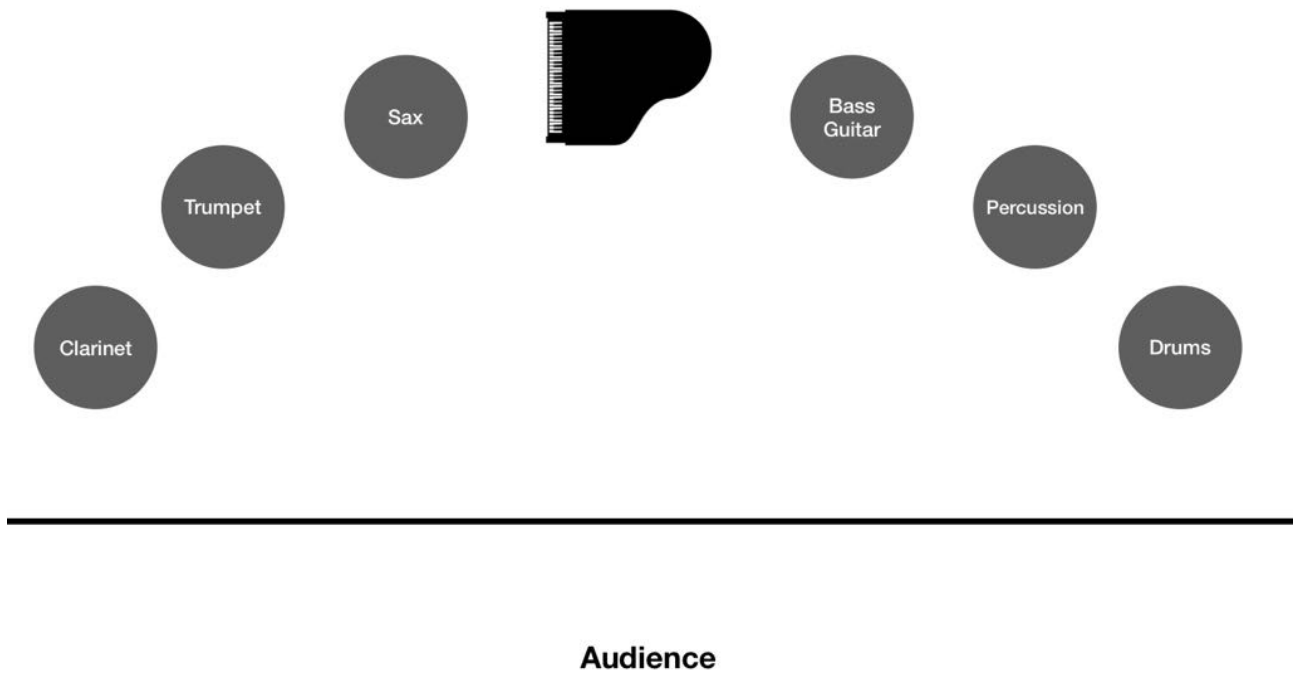 Sax
Bass
Guitar
Trumpet
Percussion
Clarinet
Drums
Audience